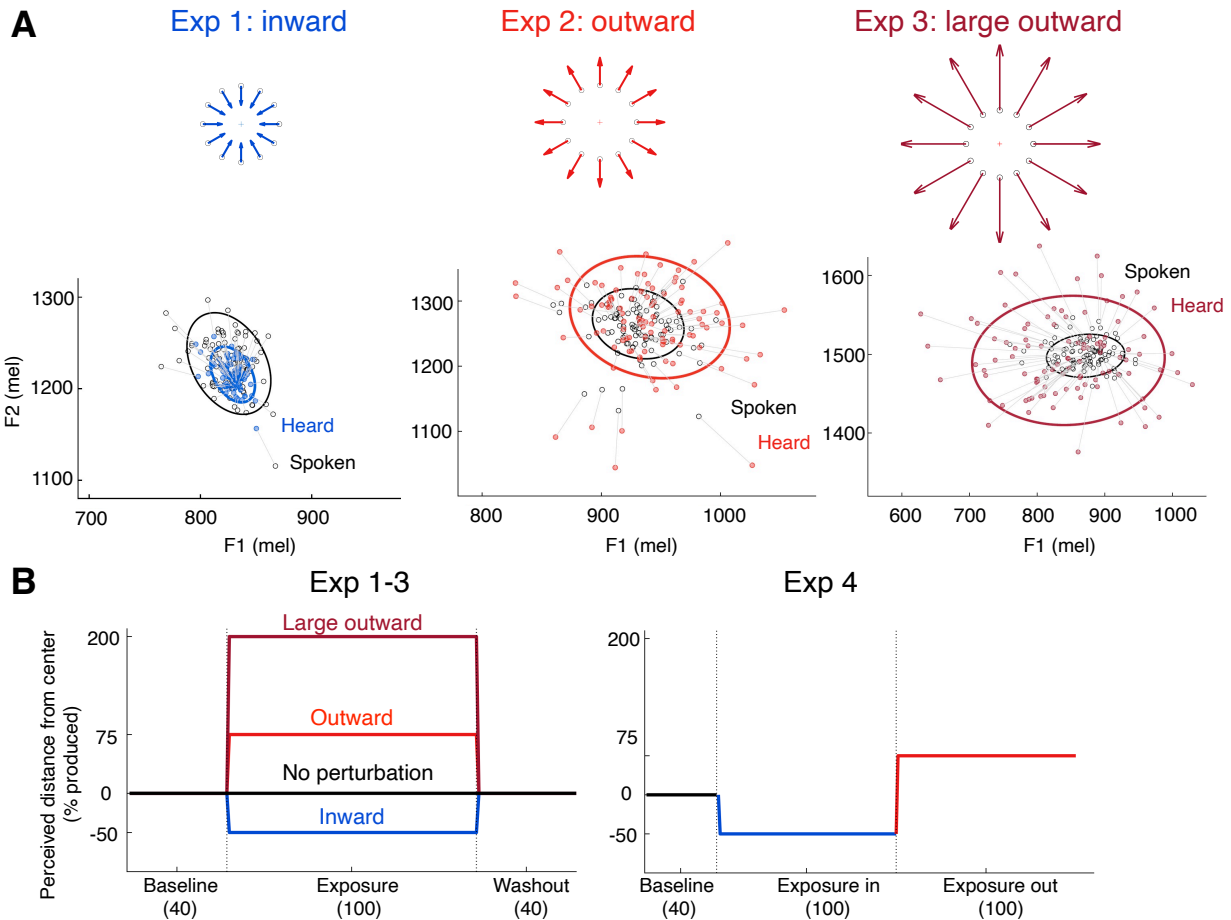 A
Exp 1: inward
Exp 2: outward
Exp 3: large outward
F2 (mel)
1300
1200
1100
700
800
900
F1 (mel)
Heard
Spoken
1300
1200
1100
800
900
1000
F1 (mel)
Spoken
Heard
1600
1500
1400
600
700
800
900
1000
F1 (mel)
Spoken
Heard
B
Exp 1-3
Exp 4
Perceived distance from center
(% produced)
200
75
0
-50
Large outward
Outward
No perturbation
Inward
Baseline
(40)
Exposure
(100)
Washout
(40)
200
75
0
-50
Baseline
(40)
Exposure in
(100)
Exposure out
(100)